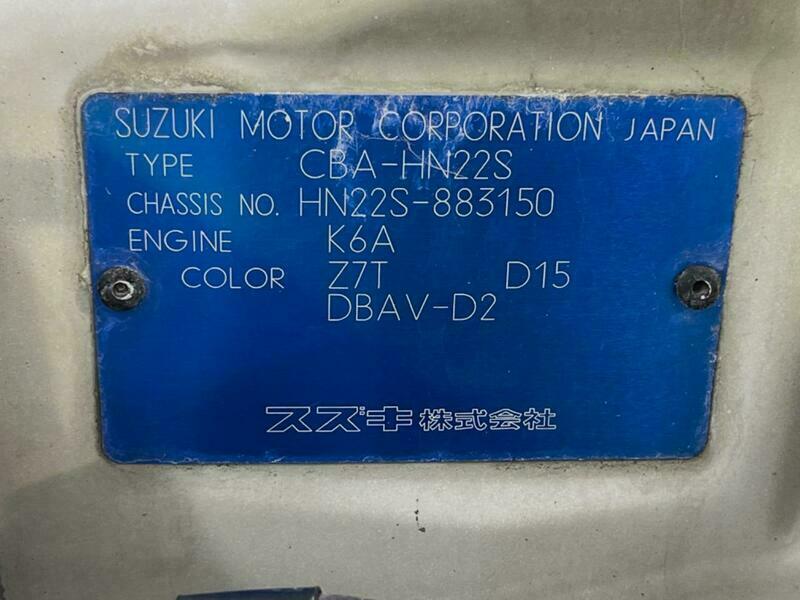 SUZUKI MOTOR CORPORATION JAPAN
TYPE CBA-HN22S
CHASSIS NO. HN22S-883150
ENGINE K6A
COLOR Z7T D15
DBAV-D2
スズキ株式会社